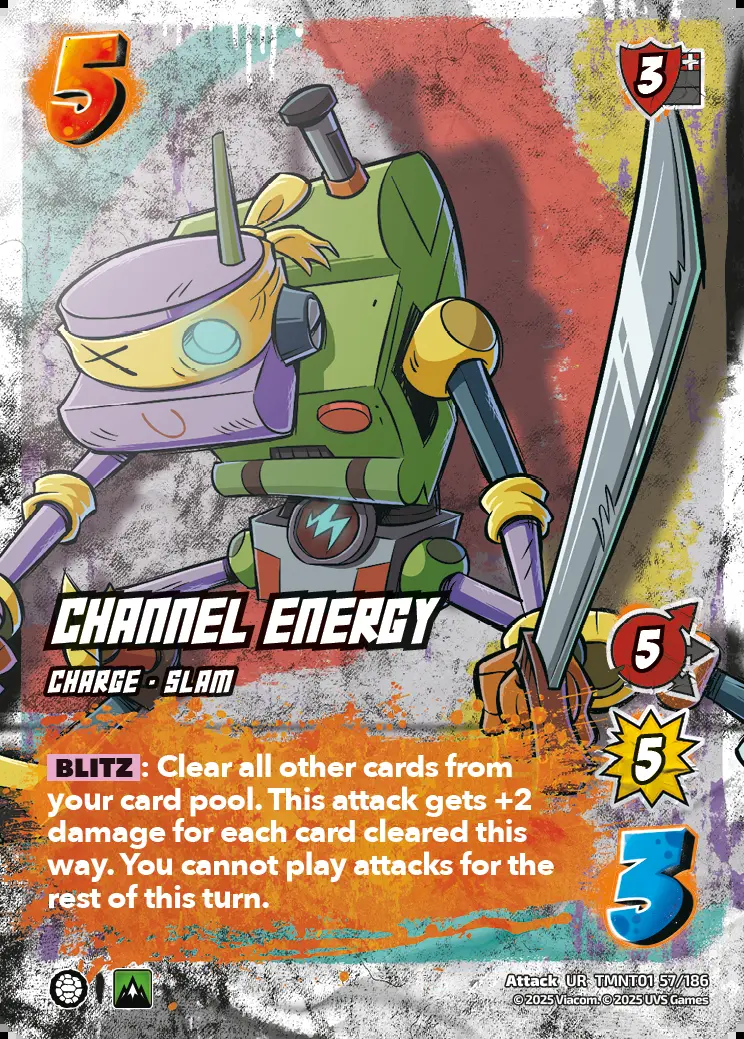 5
3
CHANNEL ENERGY
CHARGE · SLAM
5
5
BLITZ: Clear all other cards from
your card pool. This attack gets +2
damage for each card cleared this
way. You cannot play attacks for the
rest of this turn.
3
Attack UR TMNT01 57/186
© 2025 Viacom. © 2025 UVS Games